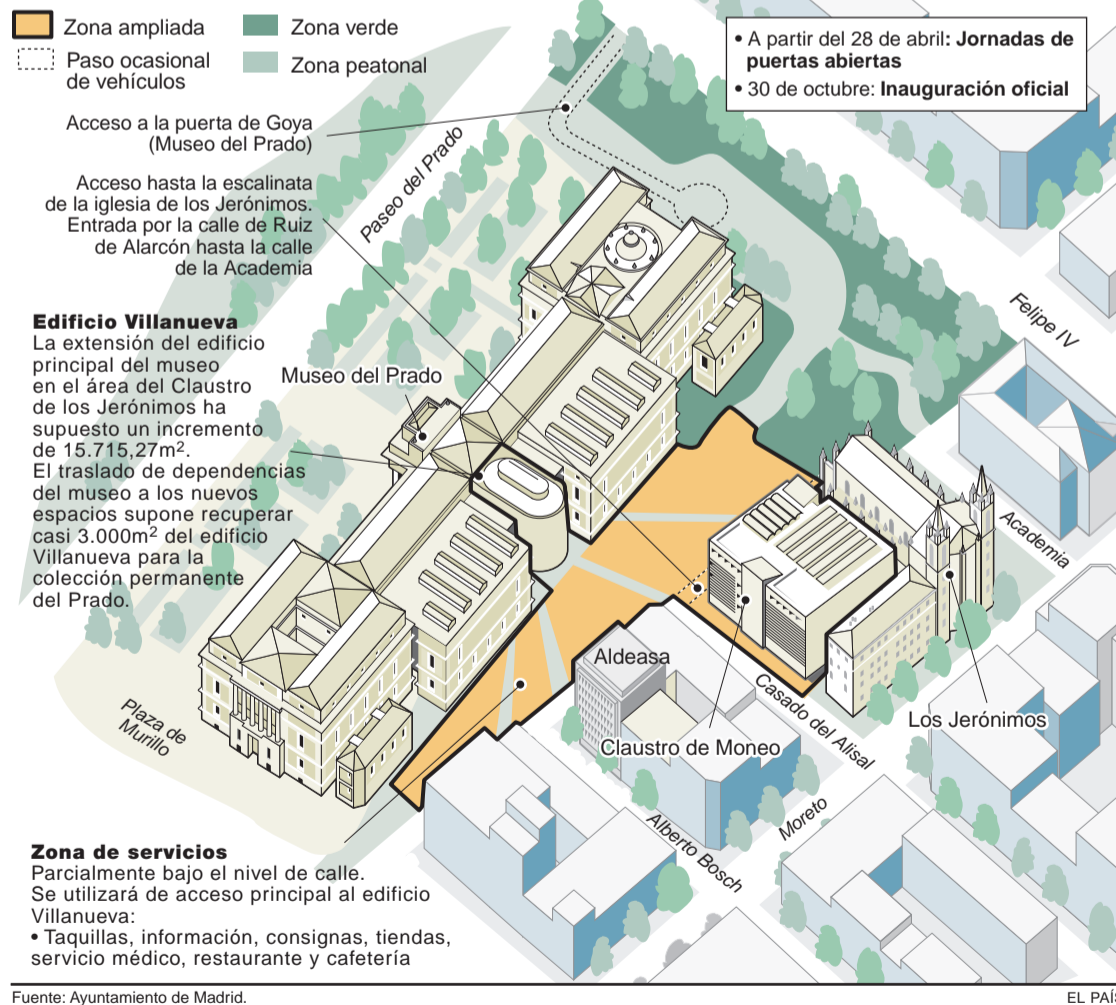 Zona ampliada
Zona verde
Paso ocasional
de vehículos
Zona peatonal
• A partir del 28 de abril: Jornadas de
puertas abiertas
• 30 de octubre: Inauguración oficial
Acceso a la puerta de Goya
(Museo del Prado)
Acceso hasta la escalinata
de la iglesia de los Jerónimos.
Entrada por la calle de Ruiz
de Alarcón hasta la calle
de la Academia
Paseo del Prado
Edificio Villanueva
La extensión del edificio
principal del museo
en el área del Claustro
de los Jerónimos ha
supuesto un incremento
de 15.715,27m².
El traslado de dependencias
del museo a los nuevos
espacios supone recuperar
casi 3.000m² del edificio
Villanueva para la
colección permanente
del Prado.
Museo del Prado
Felipe IV
Academia
Aldeasa
Casado del Alisal
Los Jerónimos
Claustro de Moneo
Plaza de
Murillo
Moreto
Alberto Bosch
Zona de servicios
Parcialmente bajo el nivel de calle.
Se utilizará de acceso principal al edificio
Villanueva:
• Taquillas, información, consignas, tiendas,
servicio médico, restaurante y cafetería
Fuente: Ayuntamiento de Madrid.
EL PAÍS